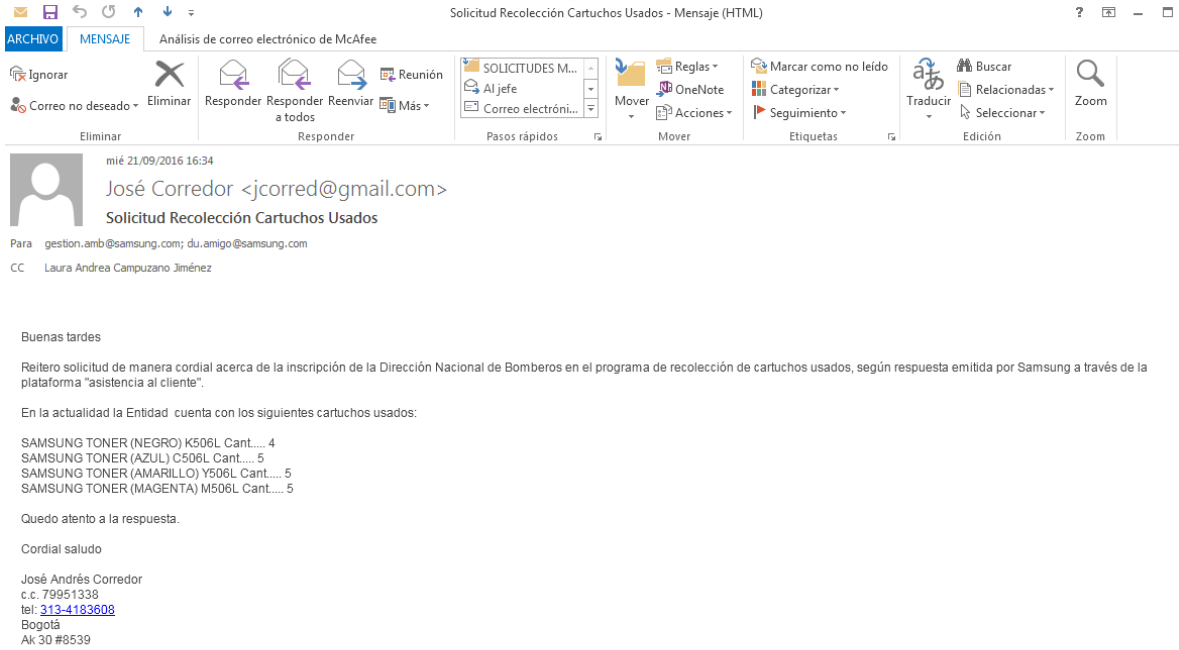 Solicitud Recolección Cartuchos Usados - Mensaje (HTML)
ARCHIVO MENSAJE Análisis de correo electrónico de McAfee
Ignorar
Correo no deseado
Eliminar
Eliminar
Responder
Responder a todos
Reenviar
Reunión
Más
Responder
SOLICITUDES M...
Al jefe
Correo electróni...
Pasos rápidos
Mover
Reglas
OneNote
Acciones
Mover
Marcar como no leído
Categorizar
Seguimiento
Etiquetas
Traducir
Buscar
Relacionadas
Seleccionar
Edición
Zoom
Zoom
mié 21/09/2016 16:34
José Corredor <jcorred@gmail.com>
Solicitud Recolección Cartuchos Usados
Para gestion.amb@samsung.com; du.amigo@samsung.com
CC Laura Andrea Campuzano Jiménez
Buenas tardes
Reitero solicitud de manera cordial acerca de la inscripción de la Dirección Nacional de Bomberos en el programa de recolección de cartuchos usados, según respuesta emitida por Samsung a través de la
plataforma "asistencia al cliente".
En la actualidad la Entidad cuenta con los siguientes cartuchos usados:
SAMSUNG TONER (NEGRO) K506L Cant..... 4
SAMSUNG TONER (AZUL) C506L Cant..... 5
SAMSUNG TONER (AMARILLO) Y506L Cant..... 5
SAMSUNG TONER (MAGENTA) M506L Cant..... 5
Quedo atento a la respuesta.
Cordial saludo
José Andrés Corredor
c.c. 79951338
tel: 313-4183608
Bogotá
Ak 30 #8539